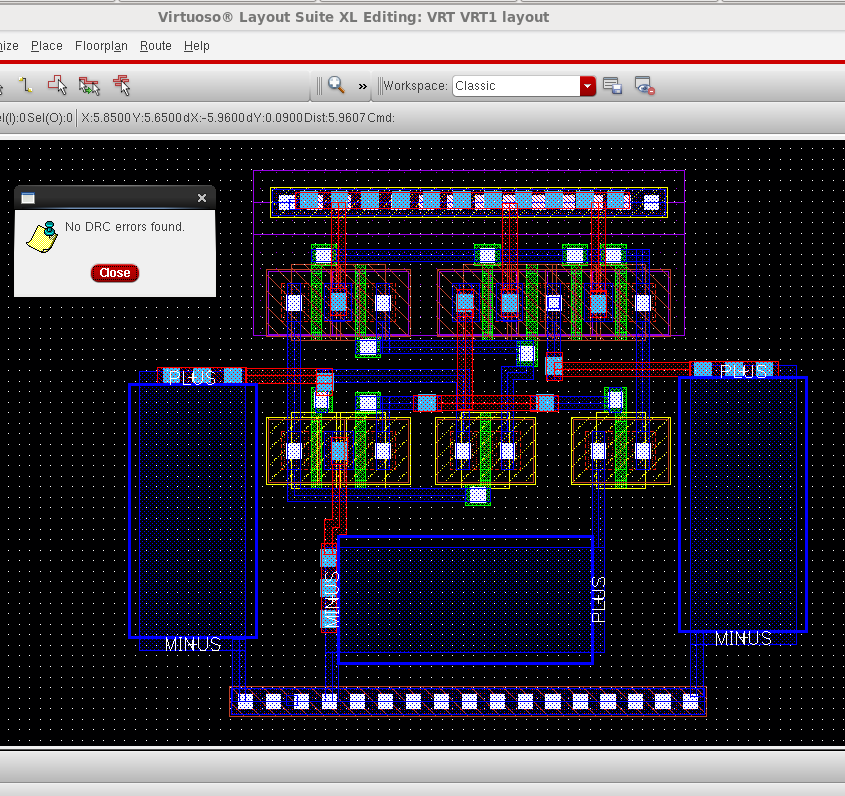 Virtuoso® Layout Suite XL Editing: VRT VRT1 layout
ize Place Floorplan Route Help
» Workspace: Classic
el(I):0 Sel(O):0 X:5.8500 Y:5.6500 dX:-5.9600 dY:0.0900 Dist:5.9607 Cmd:
No DRC errors found.
Close
PLUS
PLUS
MINUS
PLUS
MINUS
MINUS